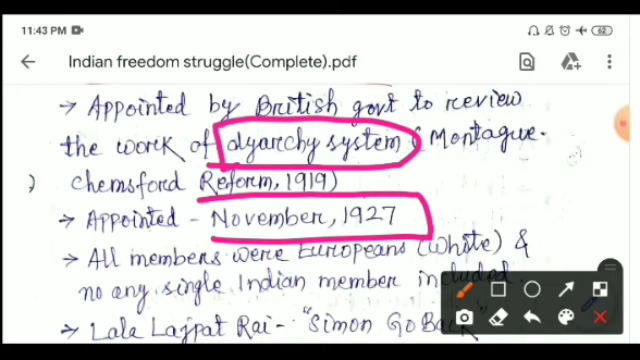 11:43 PM
62
Indian freedom struggle(Complete).pdf
→ Appointed by British govt to review
the work of dyarchy system (Montague-
Chemsford Reform, 1919)
→ Appointed - November, 1927
→ All members were Europeans (white) &
no any single Indian member included.
→ Lala Lajpat Rai - "Simon Go Back"